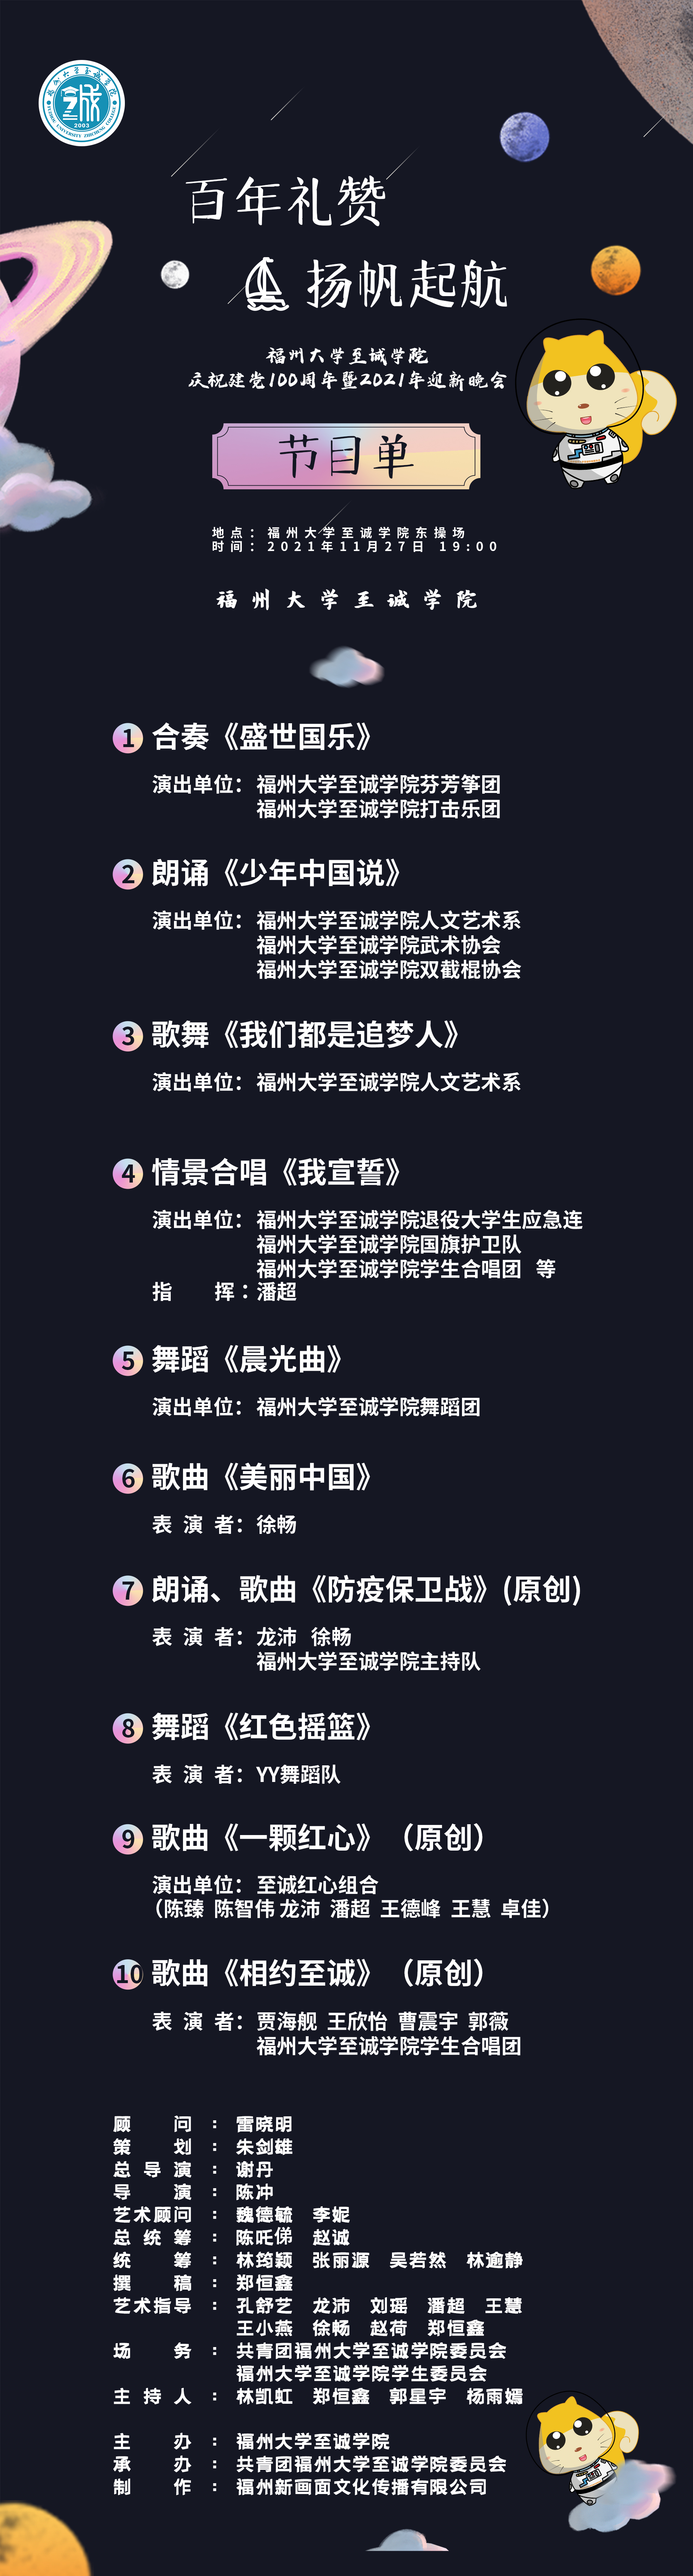 福州大学至诚学院
诚
2003
FUZHOU UNIVERSITY ZHICHENG COLLEGE
百年礼赞
扬帆起航
福州大学至诚学院
庆祝建党100周年暨2021年迎新晚会
节目单
地点：福州大学至诚学院东操场
时间：2021年11月27日 19:00
福州大学至诚学院
1 合奏《盛世国乐》
演出单位：福州大学至诚学院芬芳筝团
福州大学至诚学院打击乐团
2 朗诵《少年中国说》
演出单位：福州大学至诚学院人文艺术系
福州大学至诚学院武术协会
福州大学至诚学院双截棍协会
3 歌舞《我们都是追梦人》
演出单位：福州大学至诚学院人文艺术系
4 情景合唱《我宣誓》
演出单位：福州大学至诚学院退役大学生应急连
福州大学至诚学院国旗护卫队
福州大学至诚学院学生合唱团 等
指 挥：潘超
5 舞蹈《晨光曲》
演出单位：福州大学至诚学院舞蹈团
6 歌曲《美丽中国》
表 演 者：徐畅
7 朗诵、歌曲《防疫保卫战》(原创)
表 演 者：龙沛 徐畅
福州大学至诚学院主持队
8 舞蹈《红色摇篮》
表 演 者：YY舞蹈队
9 歌曲《一颗红心》（原创）
演出单位：至诚红心组合
（陈臻 陈智伟 龙沛 潘超 王德峰 王慧 卓佳）
10 歌曲《相约至诚》（原创）
表 演 者：贾海舰 王欣怡 曹震宇 郭薇
福州大学至诚学院学生合唱团
顾 问：雷晓明
策 划：朱剑雄
总 导 演：谢丹
导 演：陈冲
艺术顾问：魏德毓 李妮
总 统 筹：陈吒俤 赵诚
统 筹：林筠颖 张丽源 吴若然 林逾静
撰 稿：郑恒鑫
艺术指导：孔舒艺 龙沛 刘瑶 潘超 王慧
王小燕 徐畅 赵荷 郑恒鑫
场 务：共青团福州大学至诚学院委员会
福州大学至诚学院学生委员会
主 持 人：林凯虹 郑恒鑫 郭星宇 杨雨嫣
主 办：福州大学至诚学院
承 办：共青团福州大学至诚学院委员会
制 作：福州新画面文化传播有限公司